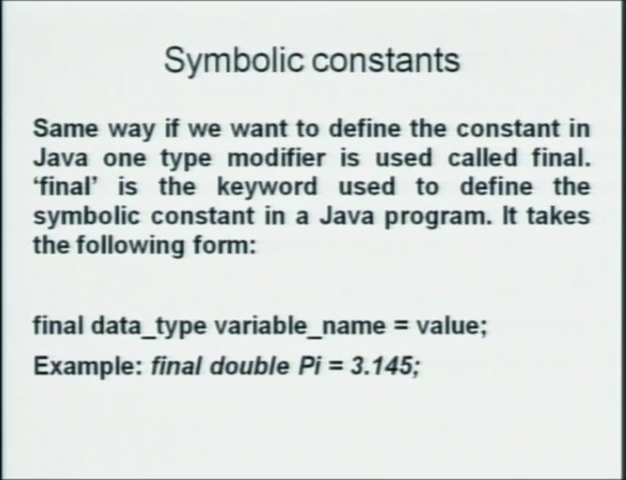 Symbolic constants
Same way if we want to define the constant in
Java one type modifier is used called final.
‘final’ is the keyword used to define the
symbolic constant in a Java program. It takes
the following form:
final data_type variable_name = value;
Example: final double Pi = 3.145;